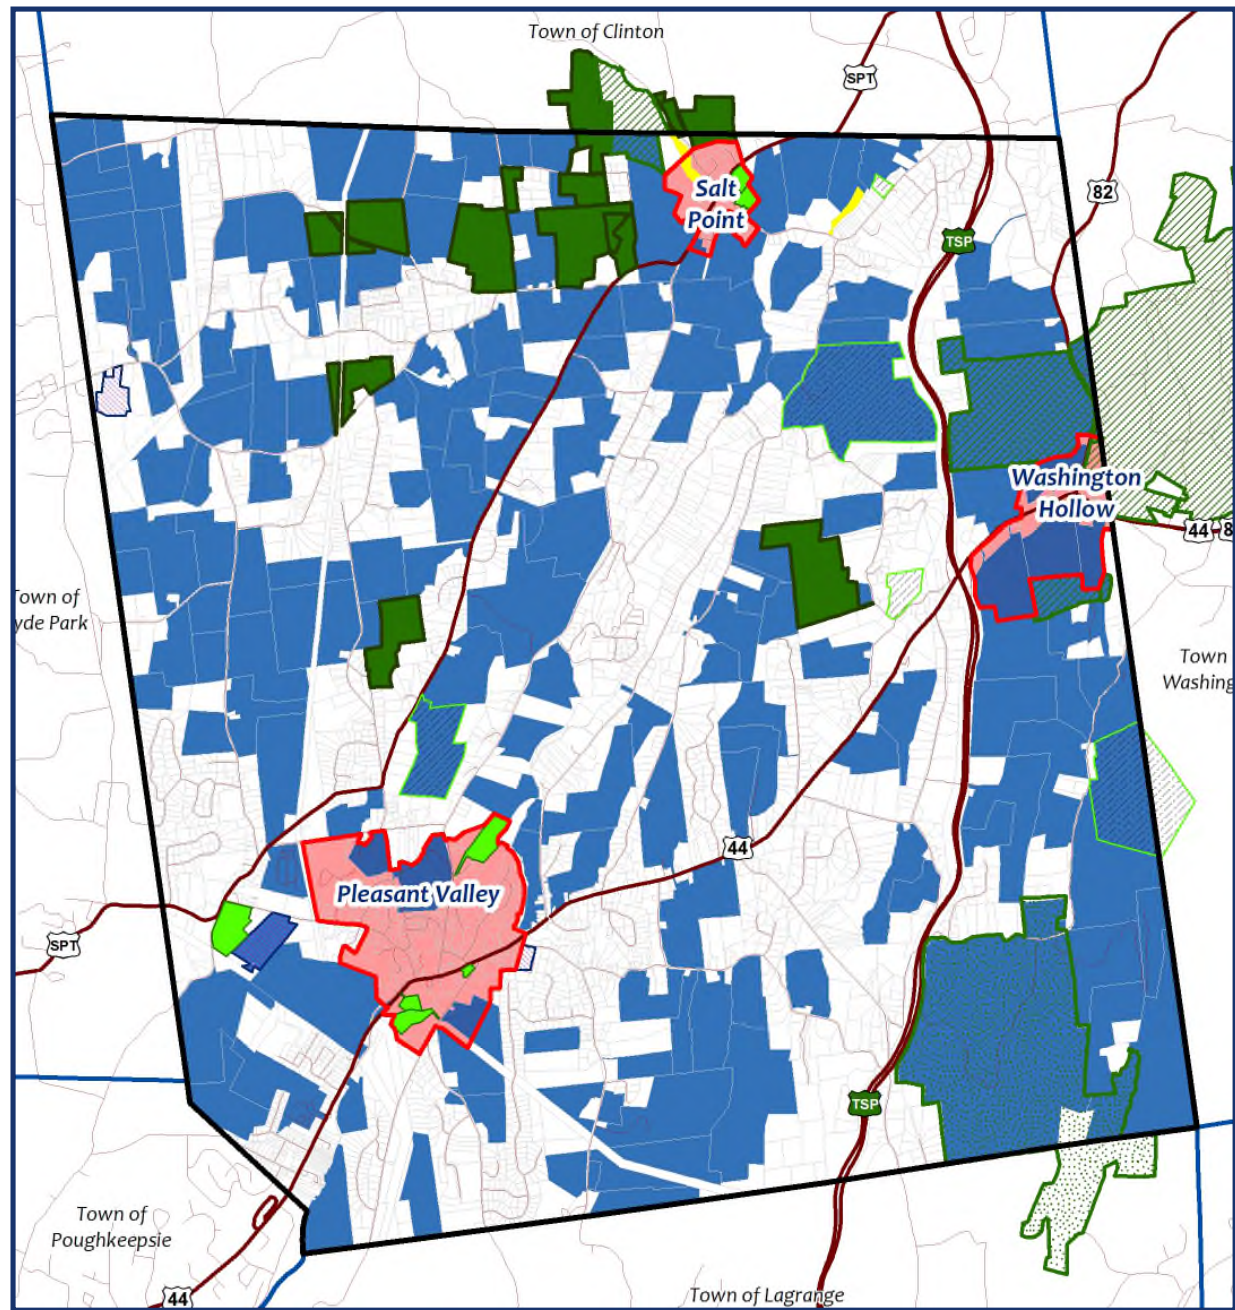 Town of Clinton
SPT
82
Salt
Point
TSP
Washington
Hollow
44
8
Town of
yde Park
Town
Washing
44
Pleasant Valley
SPT
TSP
Town of
Poughkeepsie
44
Town of Lagrange